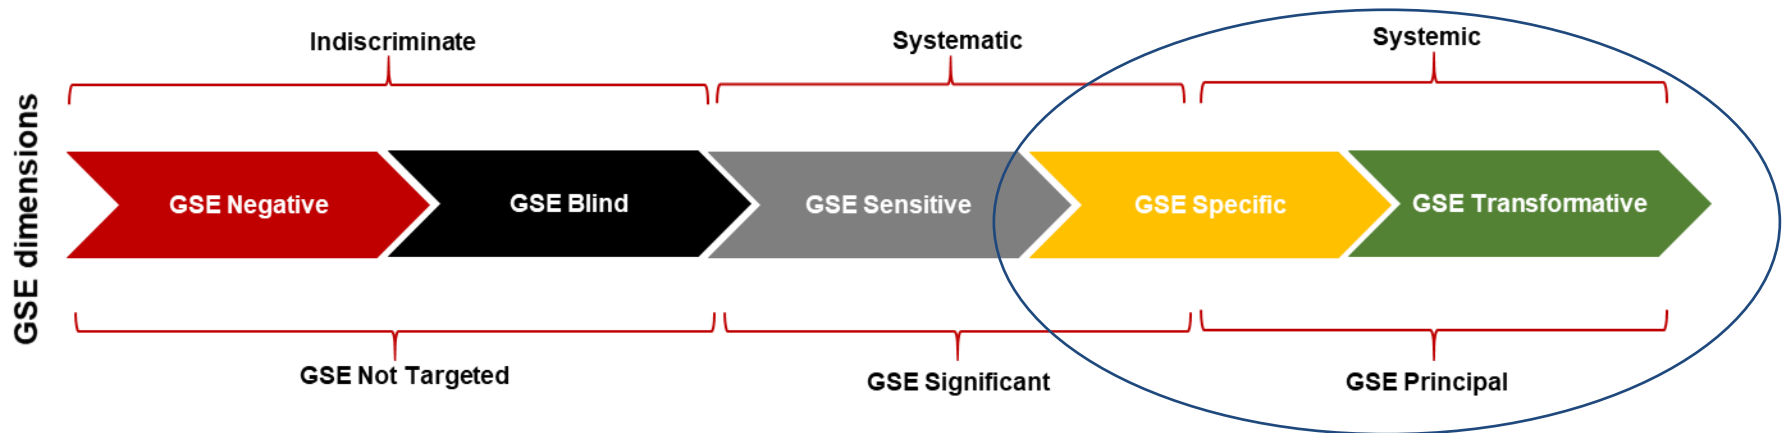 GSE dimensions
Indiscriminate
Systematic
Systemic
GSE Negative
GSE Blind
GSE Sensitive
GSE Specific
GSE Transformative
GSE Not Targeted
GSE Significant
GSE Principal